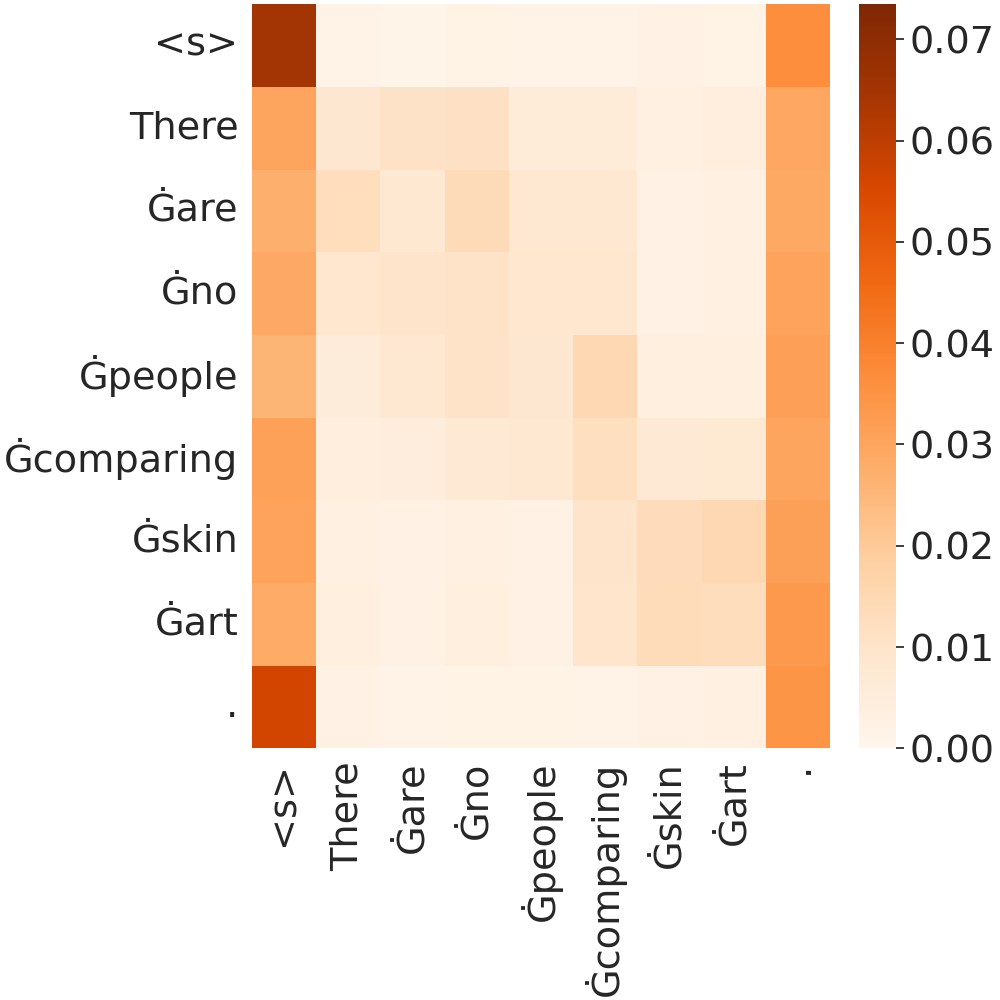 <s>
There
Ġare
Ġno
Ġpeople
Ġcomparing
Ġskin
Ġart
.
0.07
0.06
0.05
0.04
0.03
0.02
0.01
0.00
<s>
There
Ġare
Ġno
Ġpeople
Ġcomparing
Ġskin
Ġart
.